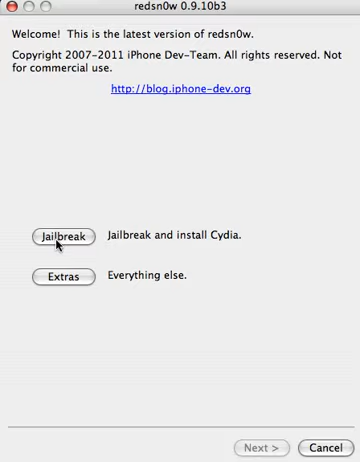 redsn0w 0.9.10b3
Welcome! This is the latest version of redsn0w.
Copyright 2007-2011 iPhone Dev-Team. All rights reserved. Not
for commercial use.
http://blog.iphone-dev.org
Jailbreak Jailbreak and install Cydia.
Extras Everything else.
Next > Cancel